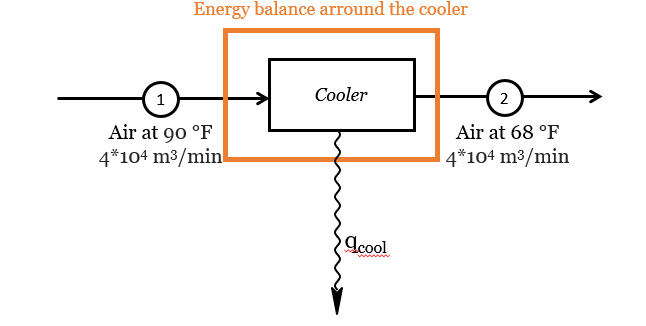 Energy balance arround the cooler
1
Cooler
2
Air at 90 °F
4*10⁴ m³/min
Air at 68 °F
4*10⁴ m³/min
qcool